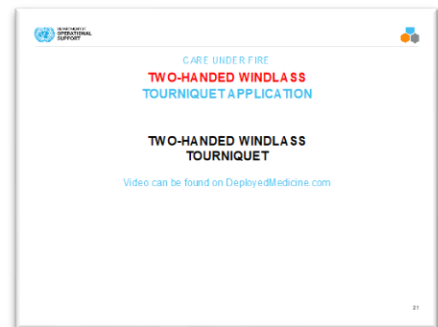 DEPARTMENT OF
OPERATIONAL
SUPPORT
CARE UNDER FIRE
TWO-HANDED WINDLASS
TOURNIQUET APPLICATION
TWO-HANDED WINDLASS
TOURNIQUET
Video can be found on DeployedMedicine.com